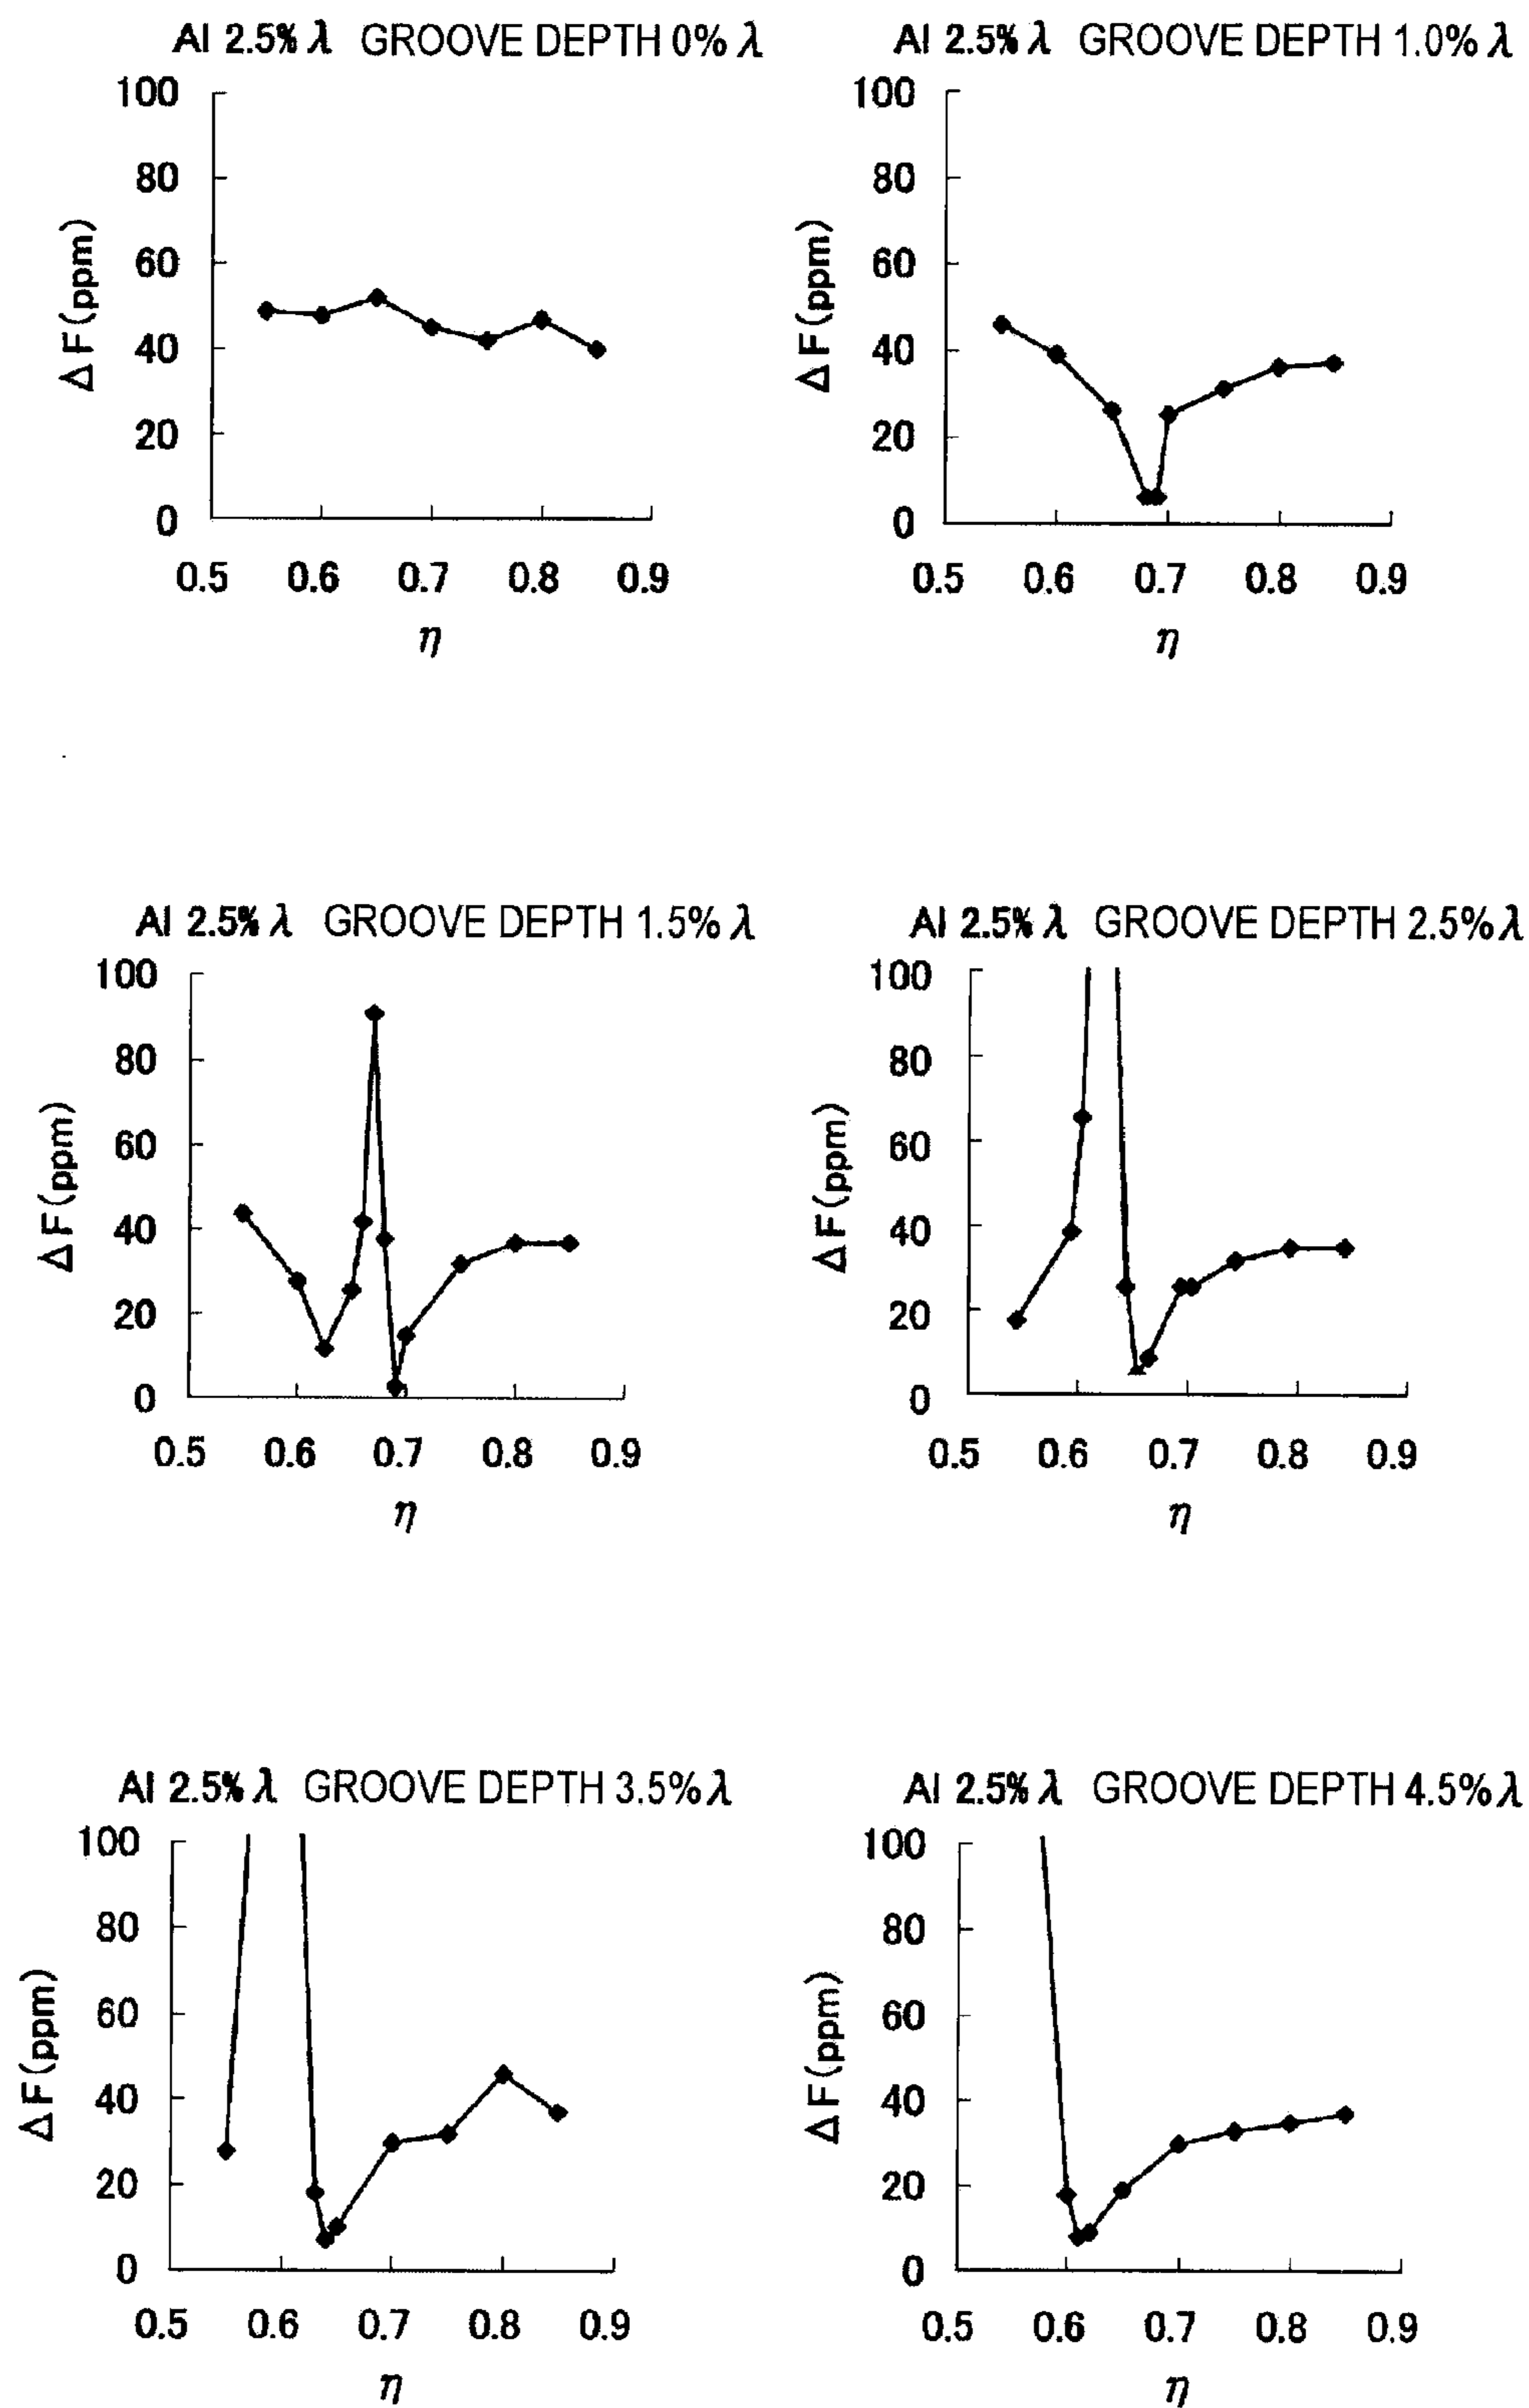 Al 2.5% λ GROOVE DEPTH 0% λ
100
80
60
40
20
0
ΔF(ppm)
0.5 0.6 0.7 0.8 0.9
η
Al 2.5% λ GROOVE DEPTH 1.0% λ
100
80
60
40
20
0
ΔF(ppm)
0.5 0.6 0.7 0.8 0.9
η
Al 2.5% λ GROOVE DEPTH 1.5% λ
100
80
60
40
20
0
ΔF(ppm)
0.5 0.6 0.7 0.8 0.9
η
Al 2.5% λ GROOVE DEPTH 2.5% λ
100
80
60
40
20
0
ΔF(ppm)
0.5 0.6 0.7 0.8 0.9
η
Al 2.5% λ GROOVE DEPTH 3.5% λ
100
80
60
40
20
0
ΔF(ppm)
0.5 0.6 0.7 0.8 0.9
η
Al 2.5% λ GROOVE DEPTH 4.5% λ
100
80
60
40
20
0
ΔF(ppm)
0.5 0.6 0.7 0.8 0.9
η